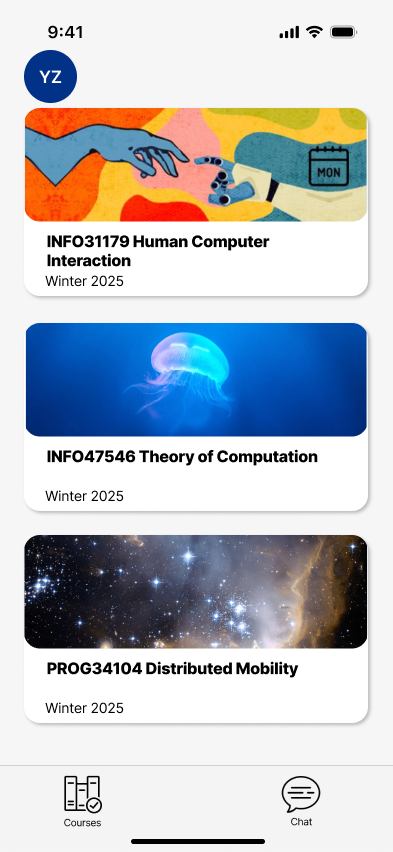 9:41
YZ
MON
INFO31179 Human Computer
Interaction
Winter 2025
INFO47546 Theory of Computation
Winter 2025
PROG34104 Distributed Mobility
Winter 2025
Courses
Chat